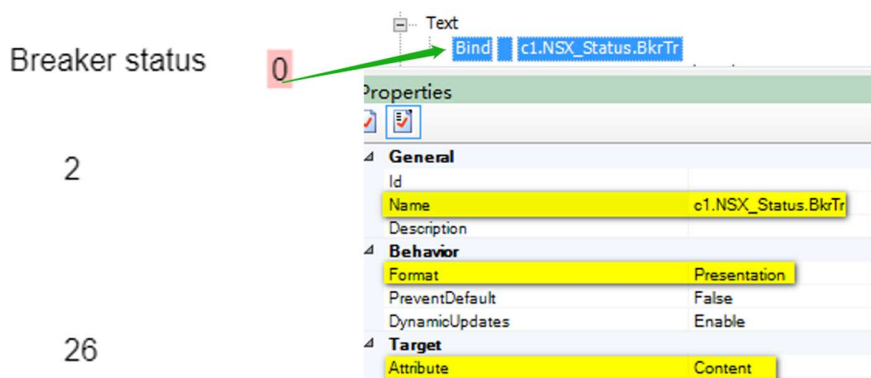 Text
Bind c1.NSX_Status.BkrTr
Breaker status 0
Properties
General
Id
Name c1.NSX_Status.BkrTr
2
Description
Behavior
Format Presentation
PreventDefault False
DynamicUpdates Enable
26
Target
Attribute Content